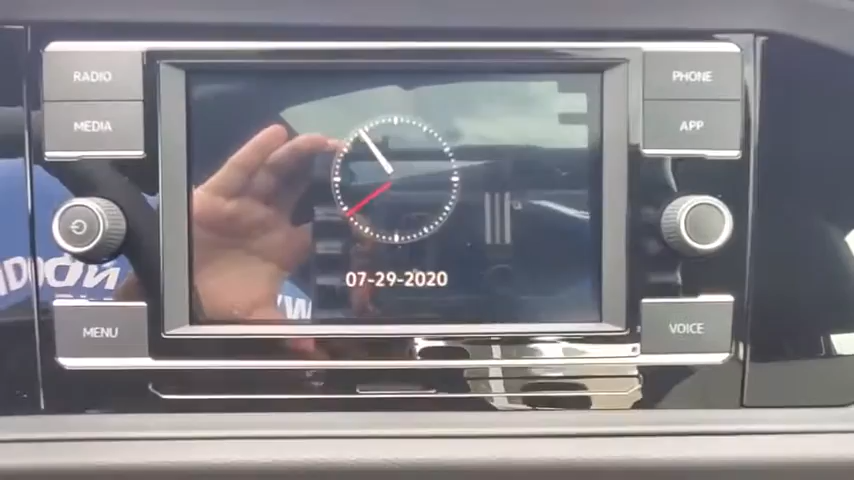 RADIO
PHONE
MEDIA
APP
07-29-2020
MENU
VOICE